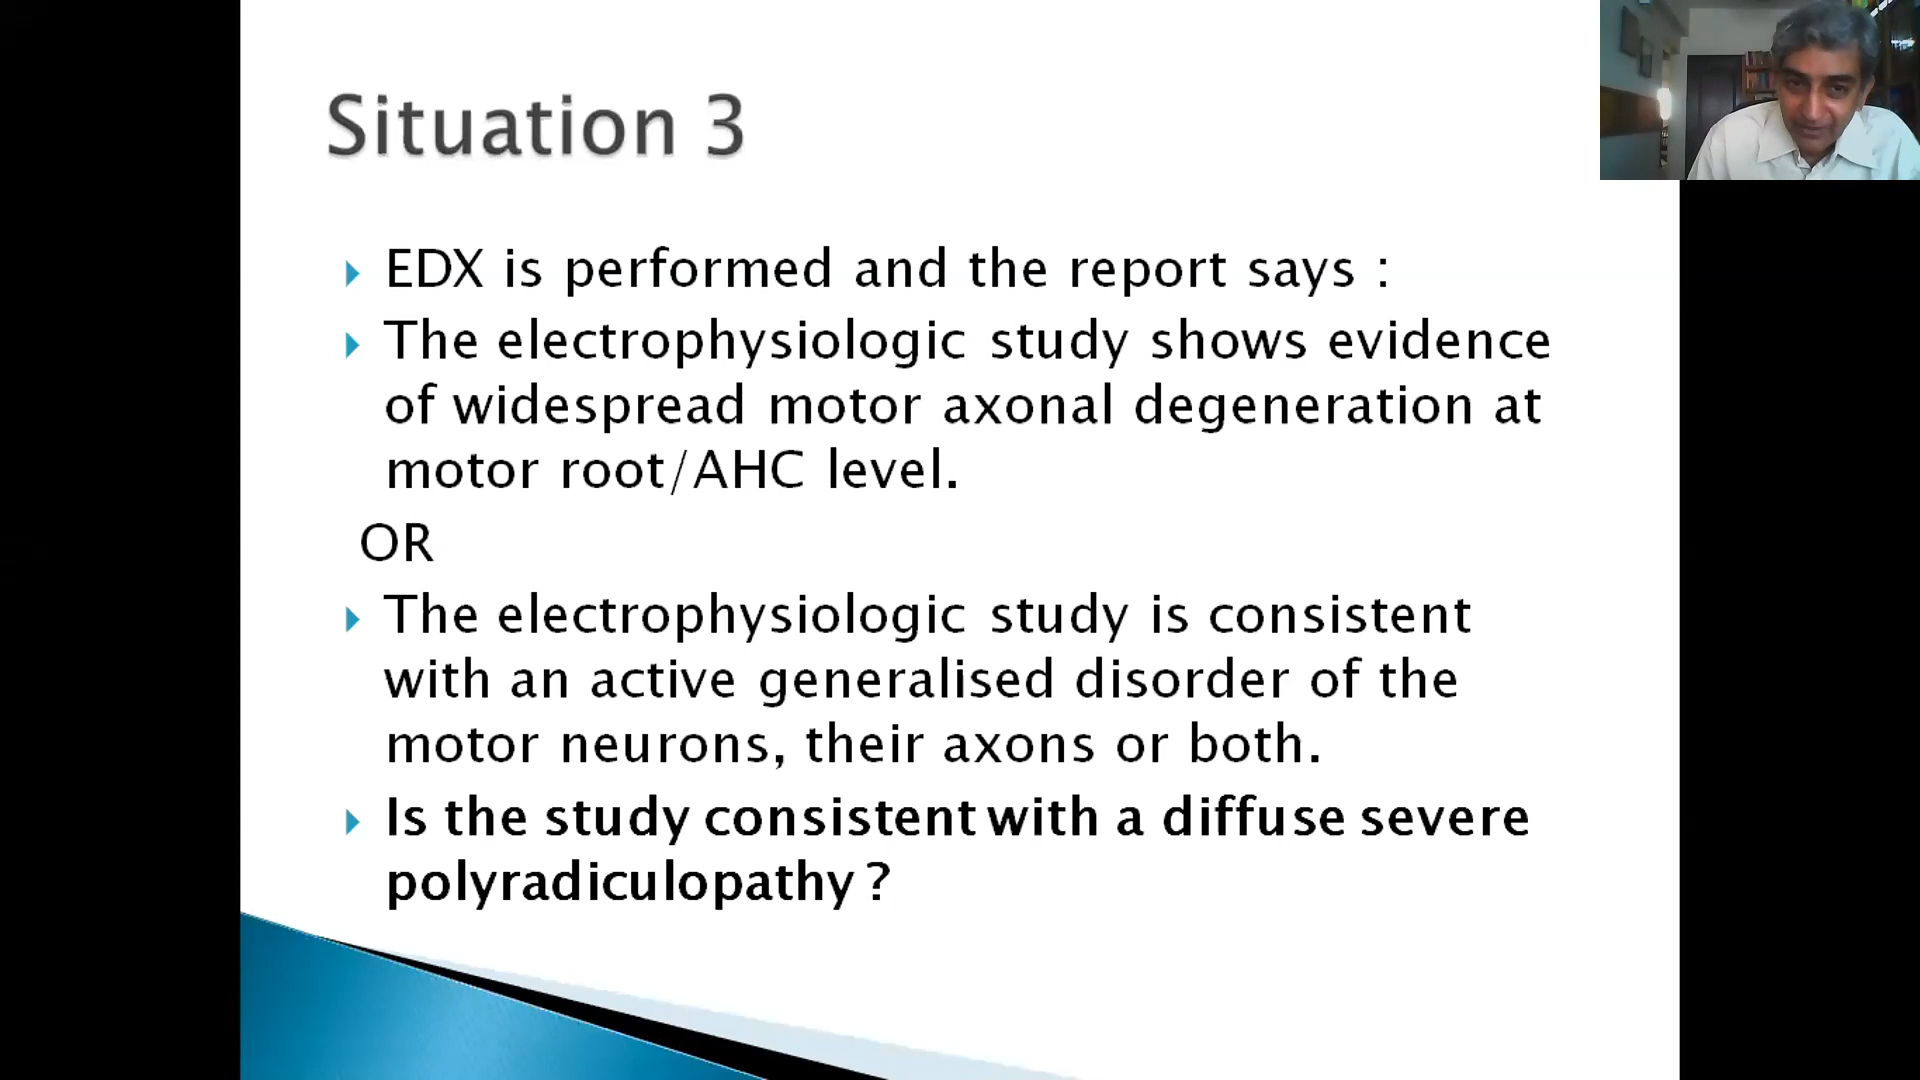 Situation 3
EDX is performed and the report says :
The electrophysiologic study shows evidence
of widespread motor axonal degeneration at
motor root/AHC level.
OR
The electrophysiologic study is consistent
with an active generalised disorder of the
motor neurons, their axons or both.
Is the study consistent with a diffuse severe
polyradiculopathy ?